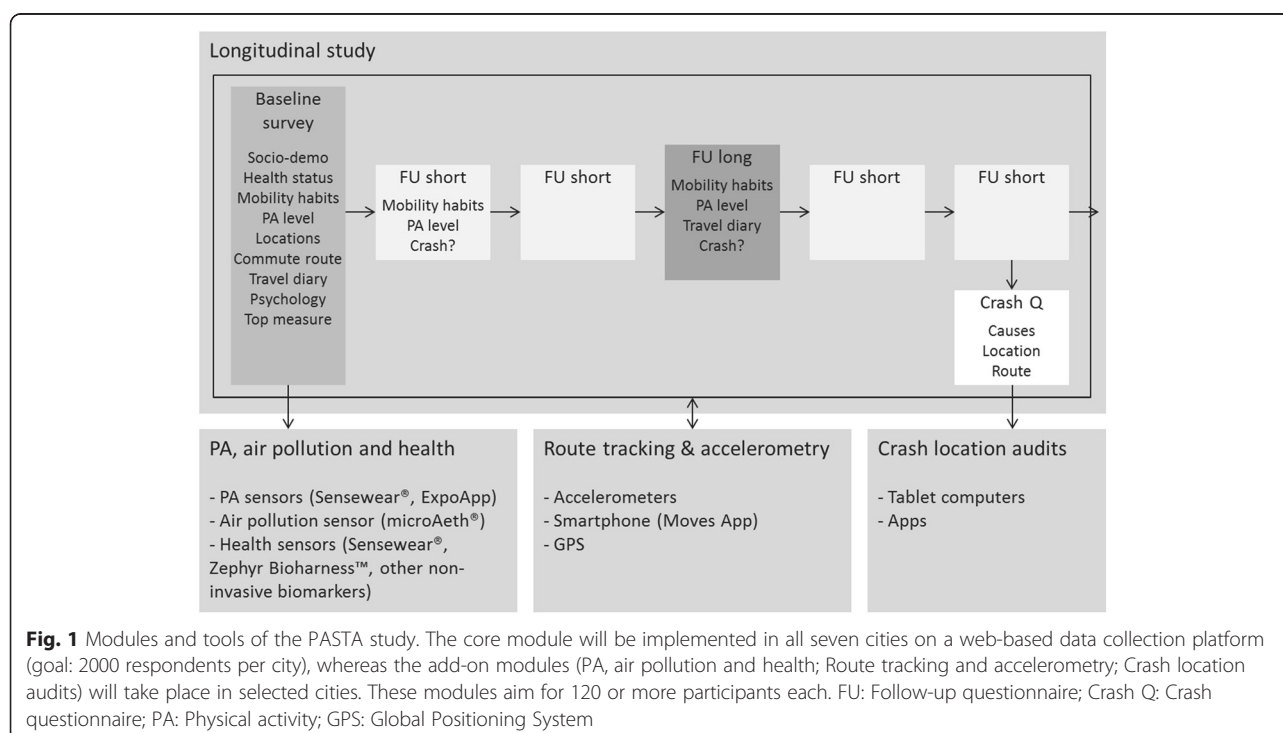 Longitudinal study
Baseline
survey
Socio-demo
Health status
Mobility habits
PA level
Locations
Commute route
Travel diary
Psychology
Top measure
FU short
Mobility habits
PA level
Crash?
FU short
FU long
Mobility habits
PA level
Travel diary
Crash?
FU short
FU short
Crash Q
Causes
Location
Route
PA, air pollution and health
- PA sensors (Sensewear®, ExpoApp)
- Air pollution sensor (microAeth®)
- Health sensors (Sensewear®,
Zephyr Bioharness™, other non-
invasive biomarkers)
Route tracking & accelerometry
- Accelerometers
- Smartphone (Moves App)
- GPS
Crash location audits
- Tablet computers
- Apps
Fig. 1 Modules and tools of the PASTA study. The core module will be implemented in all seven cities on a web-based data collection platform
(goal: 2000 respondents per city), whereas the add-on modules (PA, air pollution and health; Route tracking and accelerometry; Crash location
audits) will take place in selected cities. These modules aim for 120 or more participants each. FU: Follow-up questionnaire; Crash Q: Crash
questionnaire; PA: Physical activity; GPS: Global Positioning System